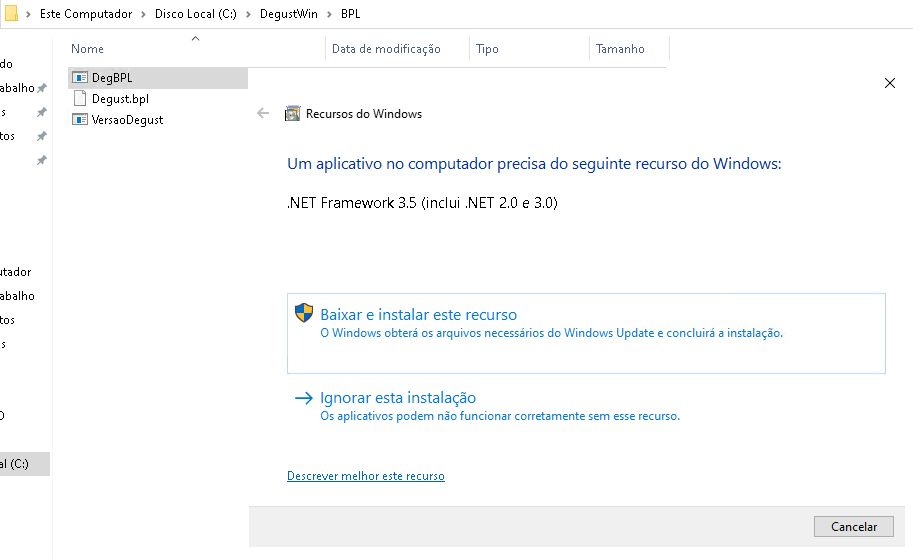 Este Computador > Disco Local (C:) > DegustWin > BPL
Nome
Data de modificação
Tipo
Tamanho
DegBPL
Degust.bpl
VersaoDegust
Recursos do Windows
Um aplicativo no computador precisa do seguinte recurso do Windows:
.NET Framework 3.5 (inclui .NET 2.0 e 3.0)
Baixar e instalar este recurso
O Windows obterá os arquivos necessários do Windows Update e concluirá a instalação.
Ignorar esta instalação
Os aplicativos podem não funcionar corretamente sem esse recurso.
Descrever melhor este recurso
Cancelar
do
abalho
s
tos
utador
abalho
tos
s
al (C:)